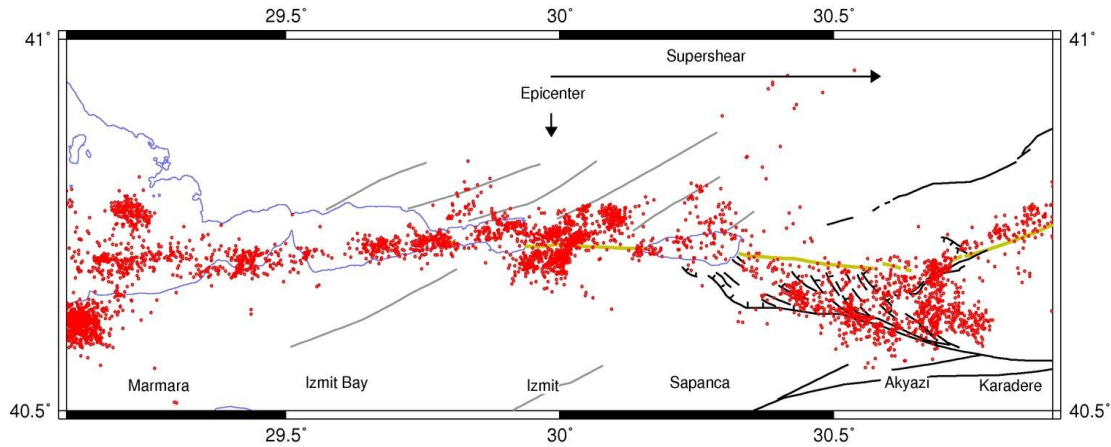 29.5° 30° 30.5°
41° 41°
Supershear
Epicenter
Marmara Izmit Bay Izmit Sapanca Akyazi Karadere
40.5° 40.5°
29.5° 30° 30.5°